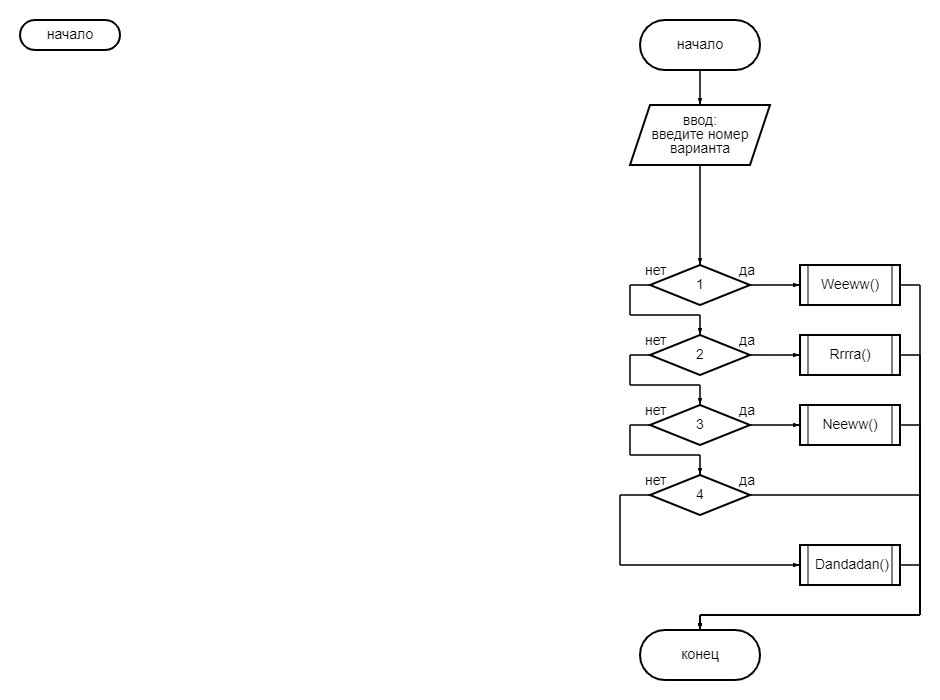 начало
начало
ввод:
введите номер
варианта
нет
да
1
Weeww()
нет
да
2
Rrrra()
нет
да
3
Neeww()
нет
да
4
Dandadan()
конец